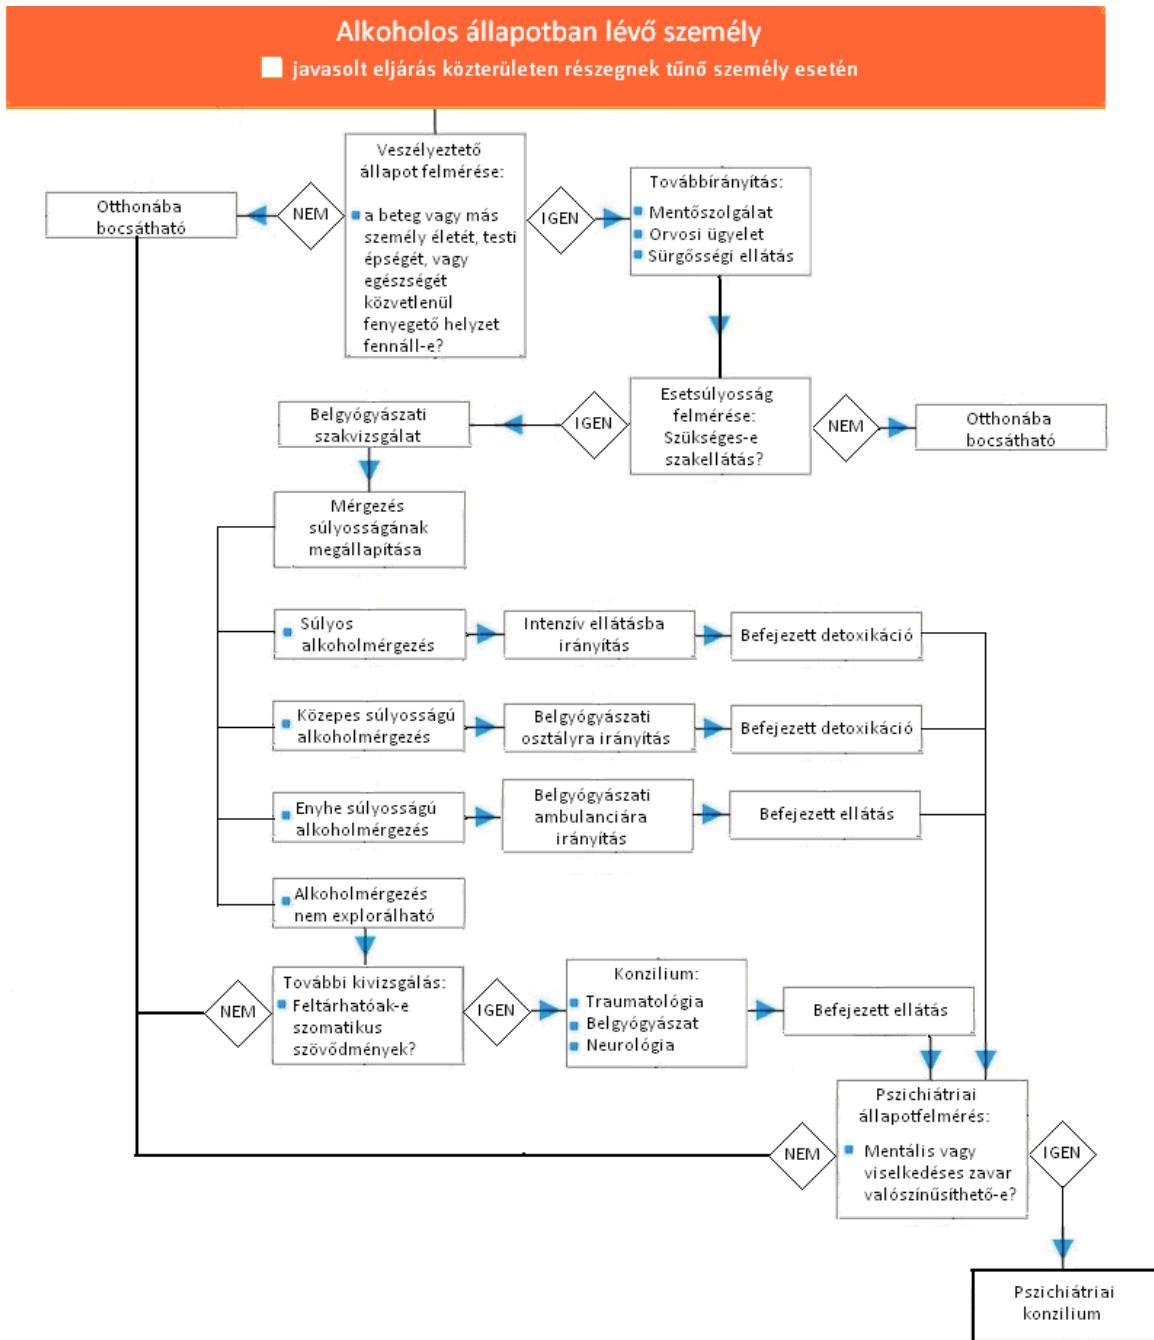 Alkoholos állapotban lévő személy
javasolt eljárás közterületen részegnek tűnő személy esetén
Veszélyeztető
állapot felmérése:
a beteg vagy más
személy életét, testi
épségét, vagy
egészségét
közvetlenül
fenyegető helyzet
fennáll-e?
NEM
Otthonába
bocsátható
IGEN
Továbbírányítás:
Mentőszolgálat
Orvosi ügyelet
Sürgősségi ellátás
Esetsúlyosság
felmérése:
Szükséges-e
szakellátás?
NEM
Otthonába
bocsátható
IGEN
Belgyógyászati
szakvizsgálat
Mérgezés
súlyosságának
megállapítása
Súlyos
alkoholmérgezés
Intenzív ellátásba
irányítás
Befejezett detoxikáció
Közepes súlyosságú
alkoholmérgezés
Belgyógyászati
osztályra irányítás
Befejezett detoxikáció
Enyhe súlyosságú
alkoholmérgezés
Belgyógyászati
ambulanciára
irányítás
Befejezett ellátás
Alkoholmérgezés
nem explorálható
További kivizsgálás:
Feltárhatóak-e
szomatikus
szövődmények?
NEM
IGEN
Konzilium:
Traumatológia
Belgyógyászat
Neurológia
Befejezett ellátás
Pszichiátriai
állapotfelmérés:
Mentális vagy
viselkedéses zavar
valószínűsíthető-e?
NEM
IGEN
Pszichiátriai
konzilium